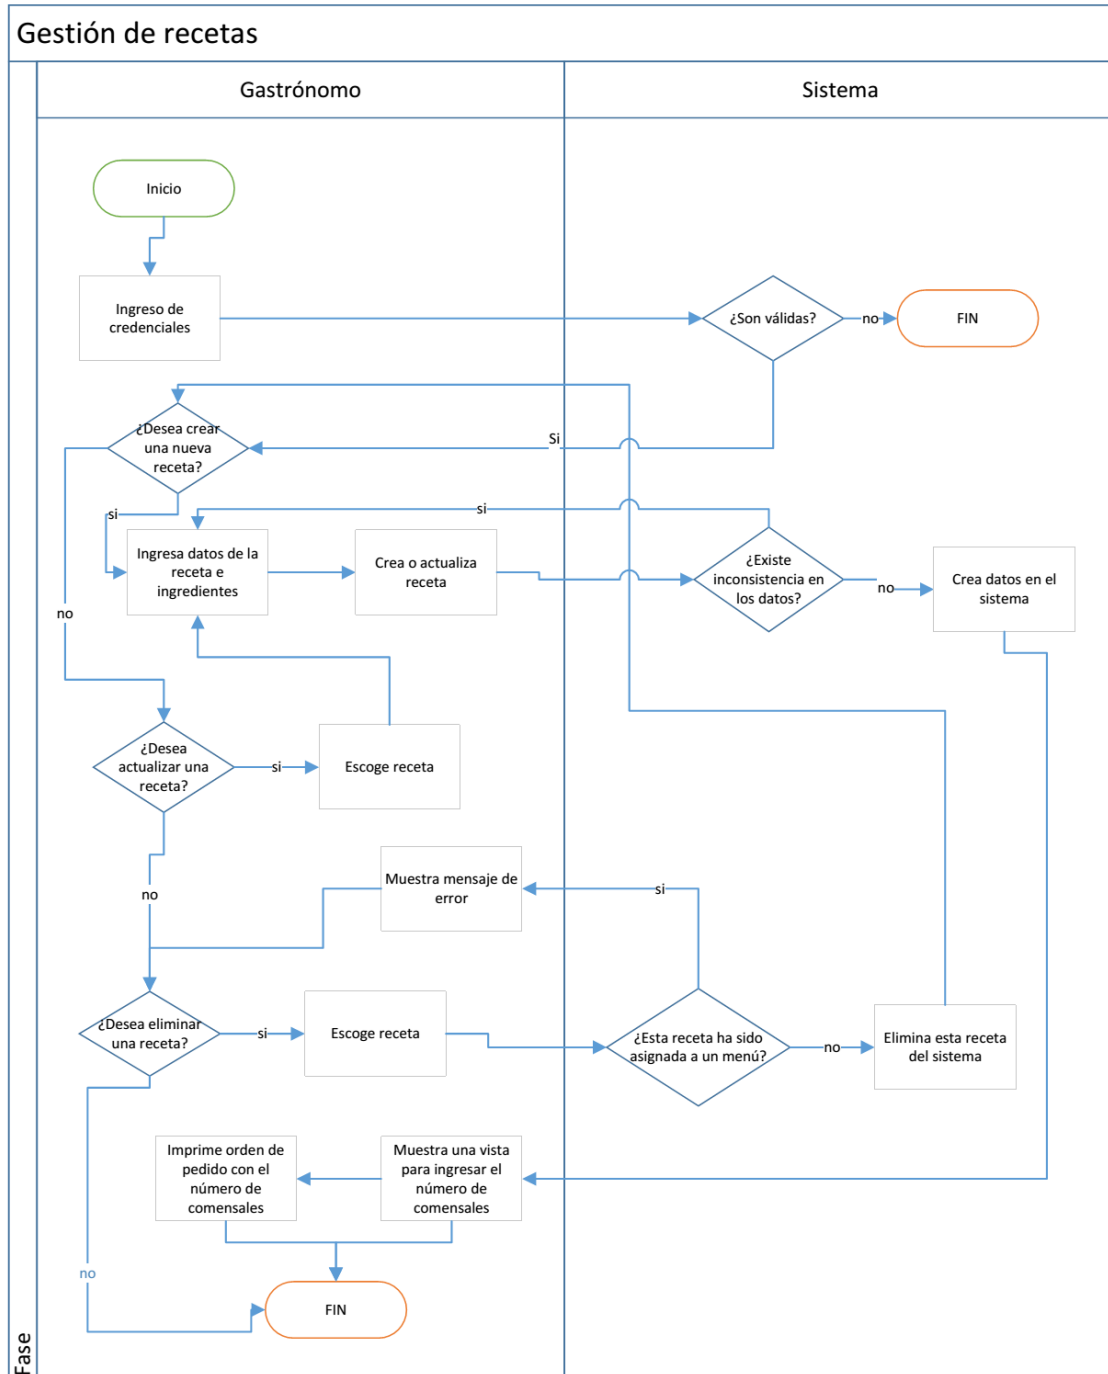 Gestión de recetas
Gastrónomo
Sistema
Inicio
Ingreso de
credenciales
¿Son válidas?
no
FIN
¿Desea crear
una nueva
receta?
Si
si
si
Ingresa datos de la
receta e
ingredientes
Crea o actualiza
receta
¿Existe
inconsistencia en
los datos?
no
Crea datos en el
sistema
no
¿Desea
actualizar una
receta?
si
Escoge receta
no
Muestra mensaje de
error
si
¿Desea eliminar
una receta?
si
Escoge receta
¿Esta receta ha sido
asignada a un menú?
no
Elimina esta receta
del sistema
Imprime orden de
pedido con el
número de
comensales
Muestra una vista
para ingresar el
número de
comensales
no
FIN
Fase